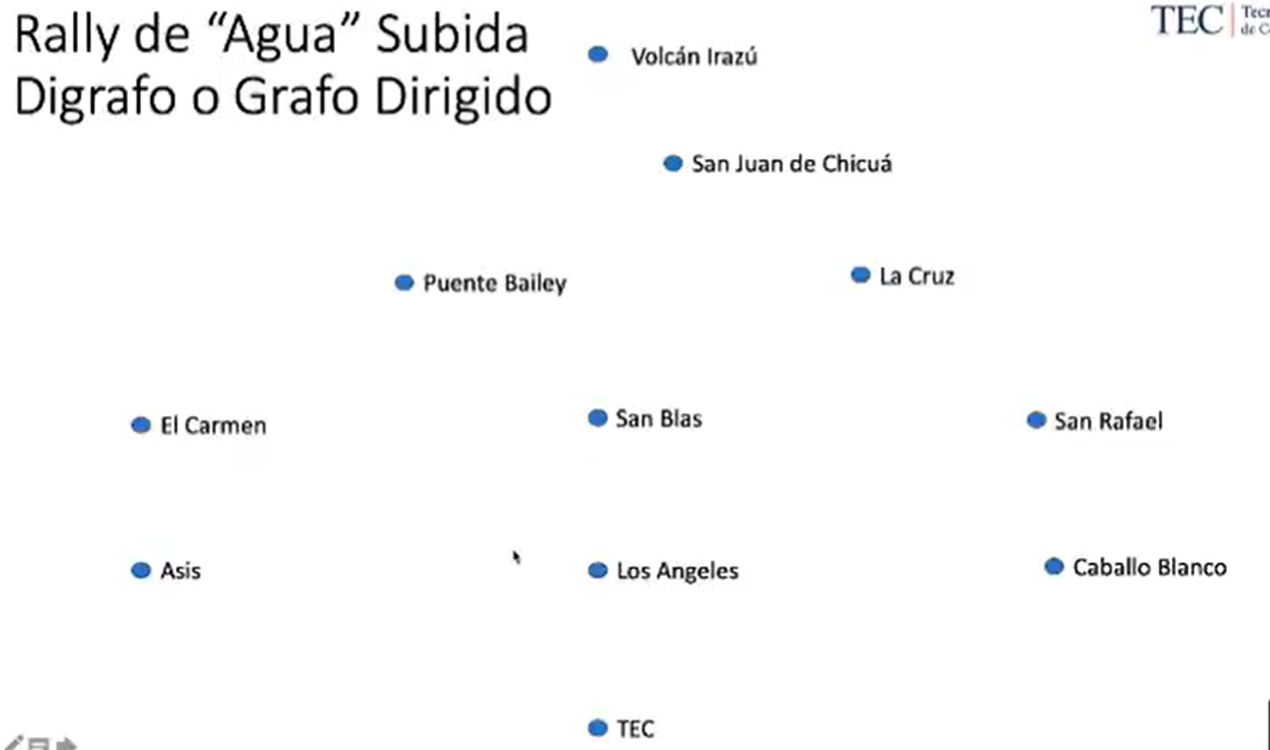 Rally de “Agua” Subida
Digrafo o Grafo Dirigido
TEC
Volcán Irazú
San Juan de Chicuá
Puente Bailey
La Cruz
El Carmen
San Blas
San Rafael
Asis
Los Angeles
Caballo Blanco
TEC